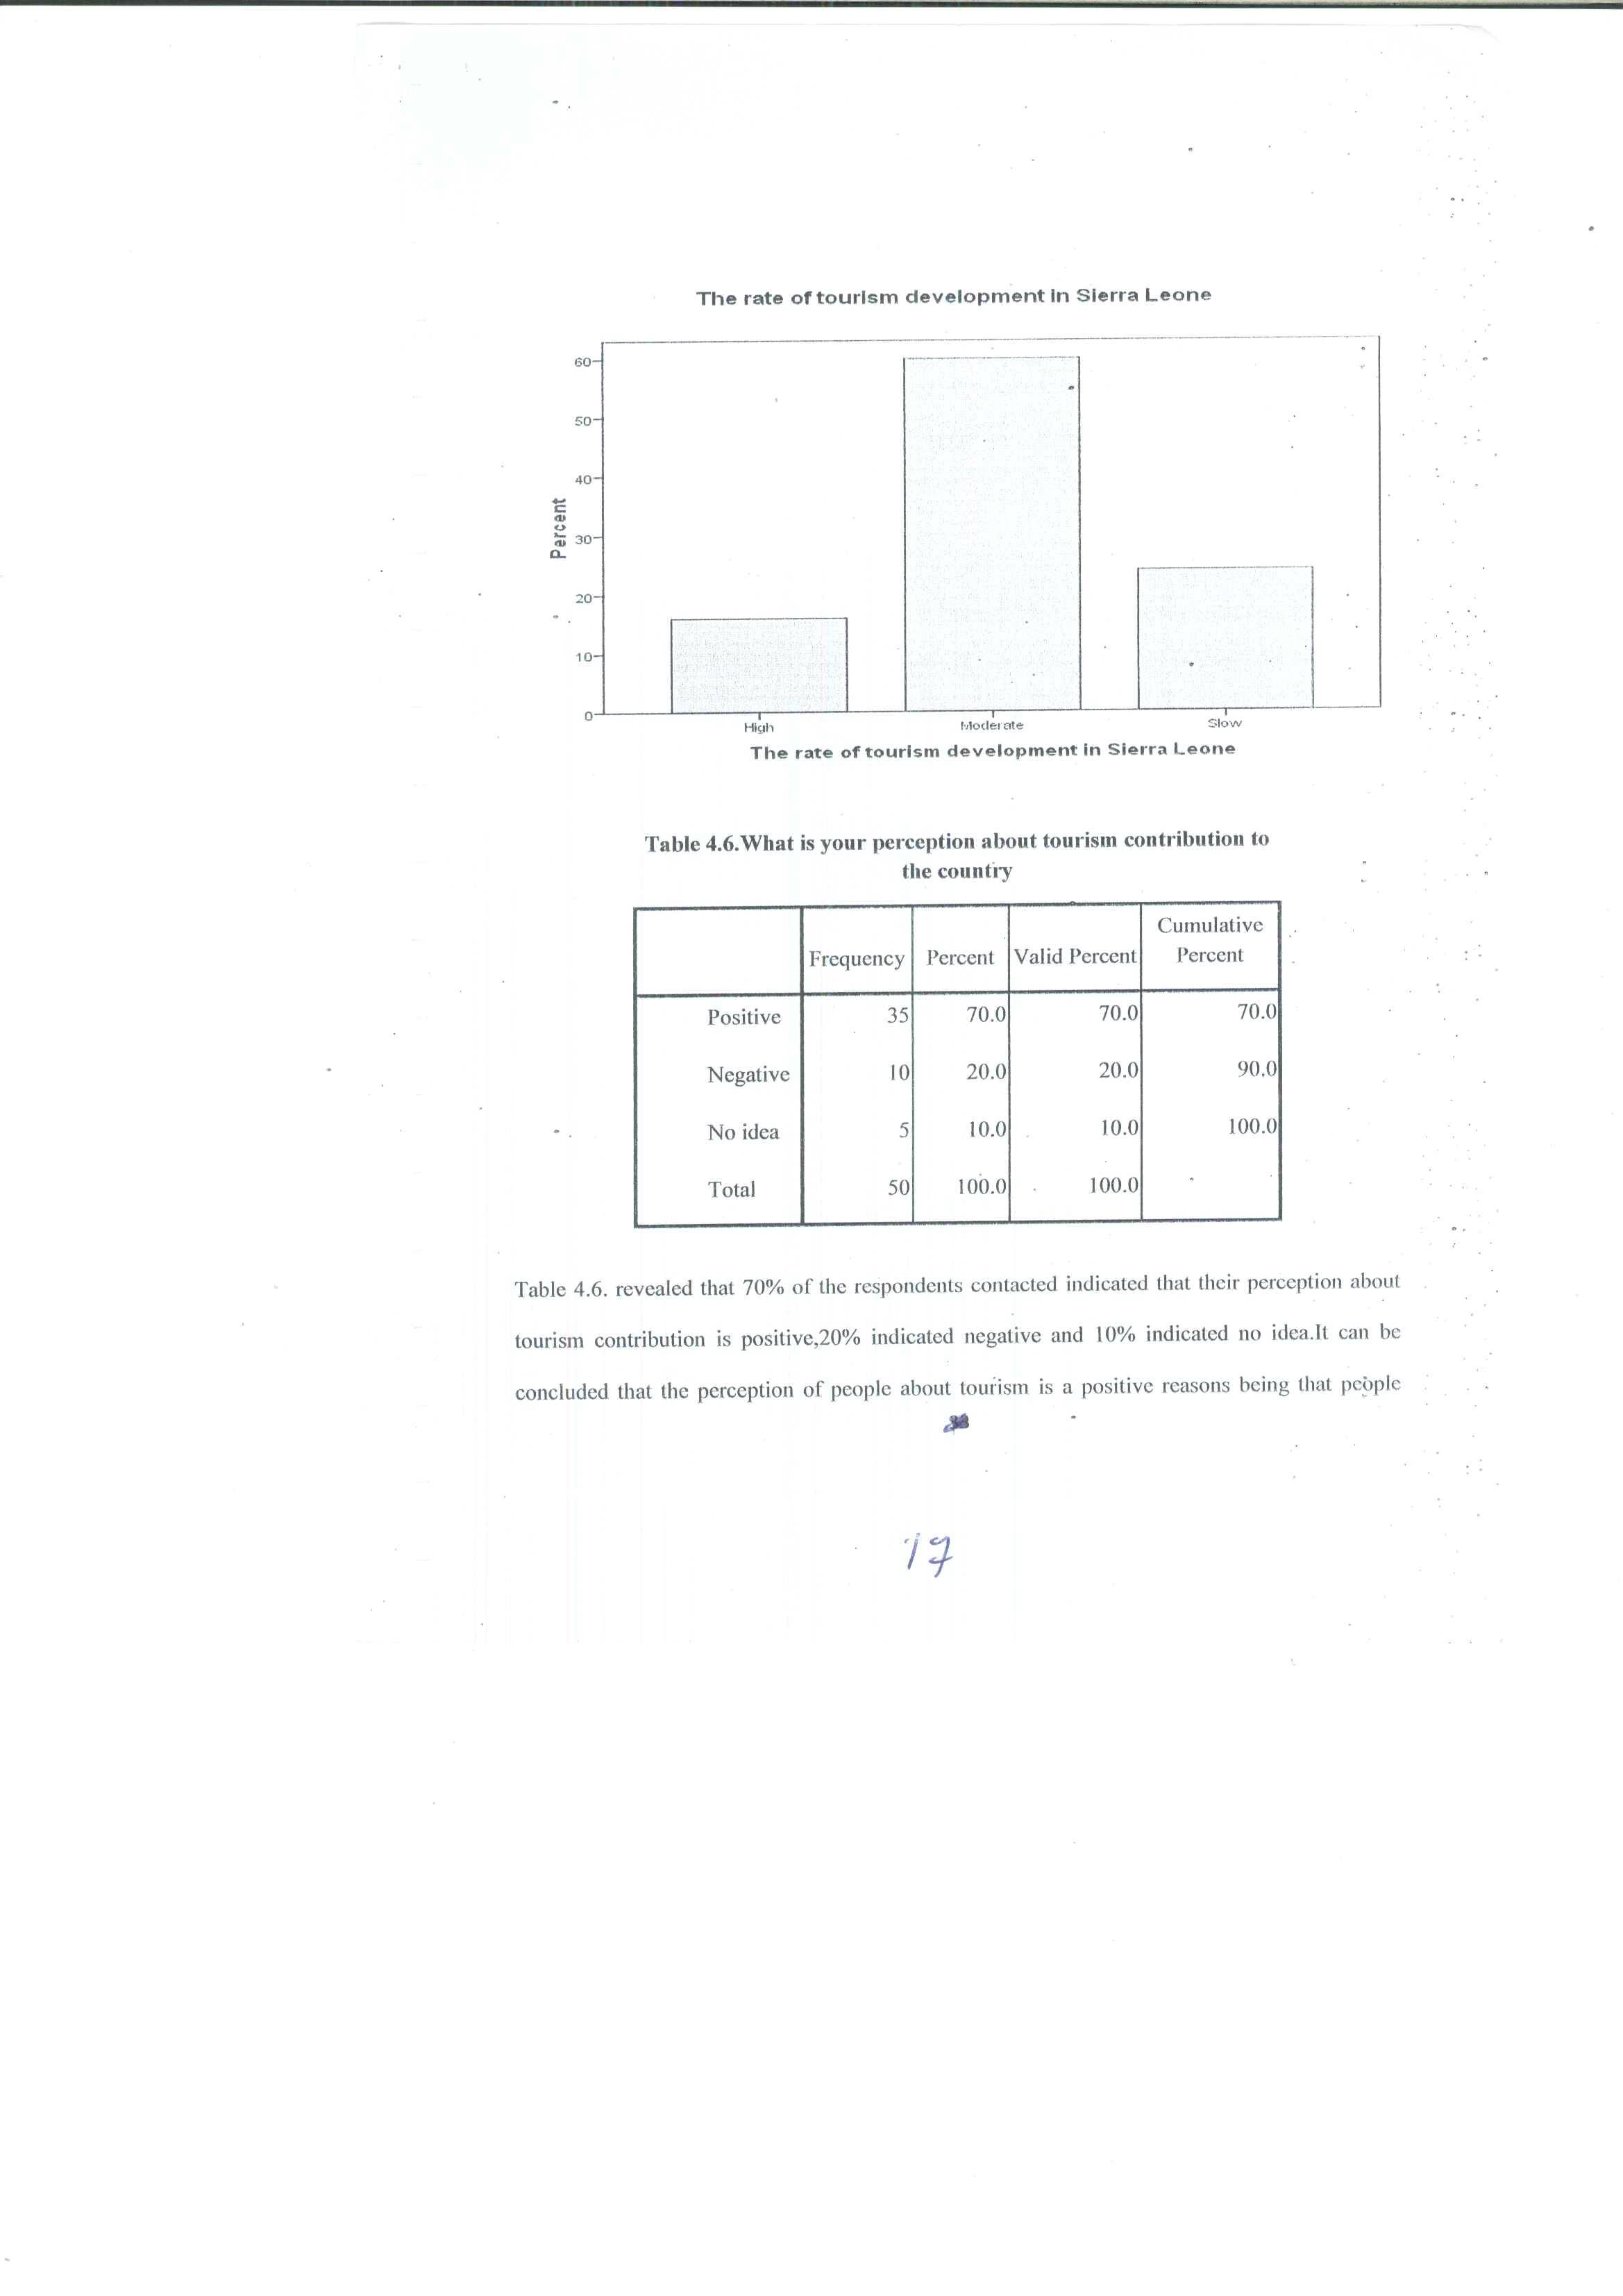 The rate of tourism development in Sierra Leone
60
50
40
30
20
10
0
Percent
High Moderate Slow
The rate of tourism development in Sierra Leone
Table 4.6.What is your perception about tourism contribution to
the country
Frequency Percent Valid Percent Cumulative Percent
Positive 35 70.0 70.0 70.0
Negative 10 20.0 20.0 90.0
No idea 5 10.0 10.0 100.0
Total 50 100.0 100.0
Table 4.6. revealed that 70% of the respondents contacted indicated that their perception about
tourism contribution is positive,20% indicated negative and 10% indicated no idea.It can be
concluded that the perception of people about tourism is a positive reasons being that people
17